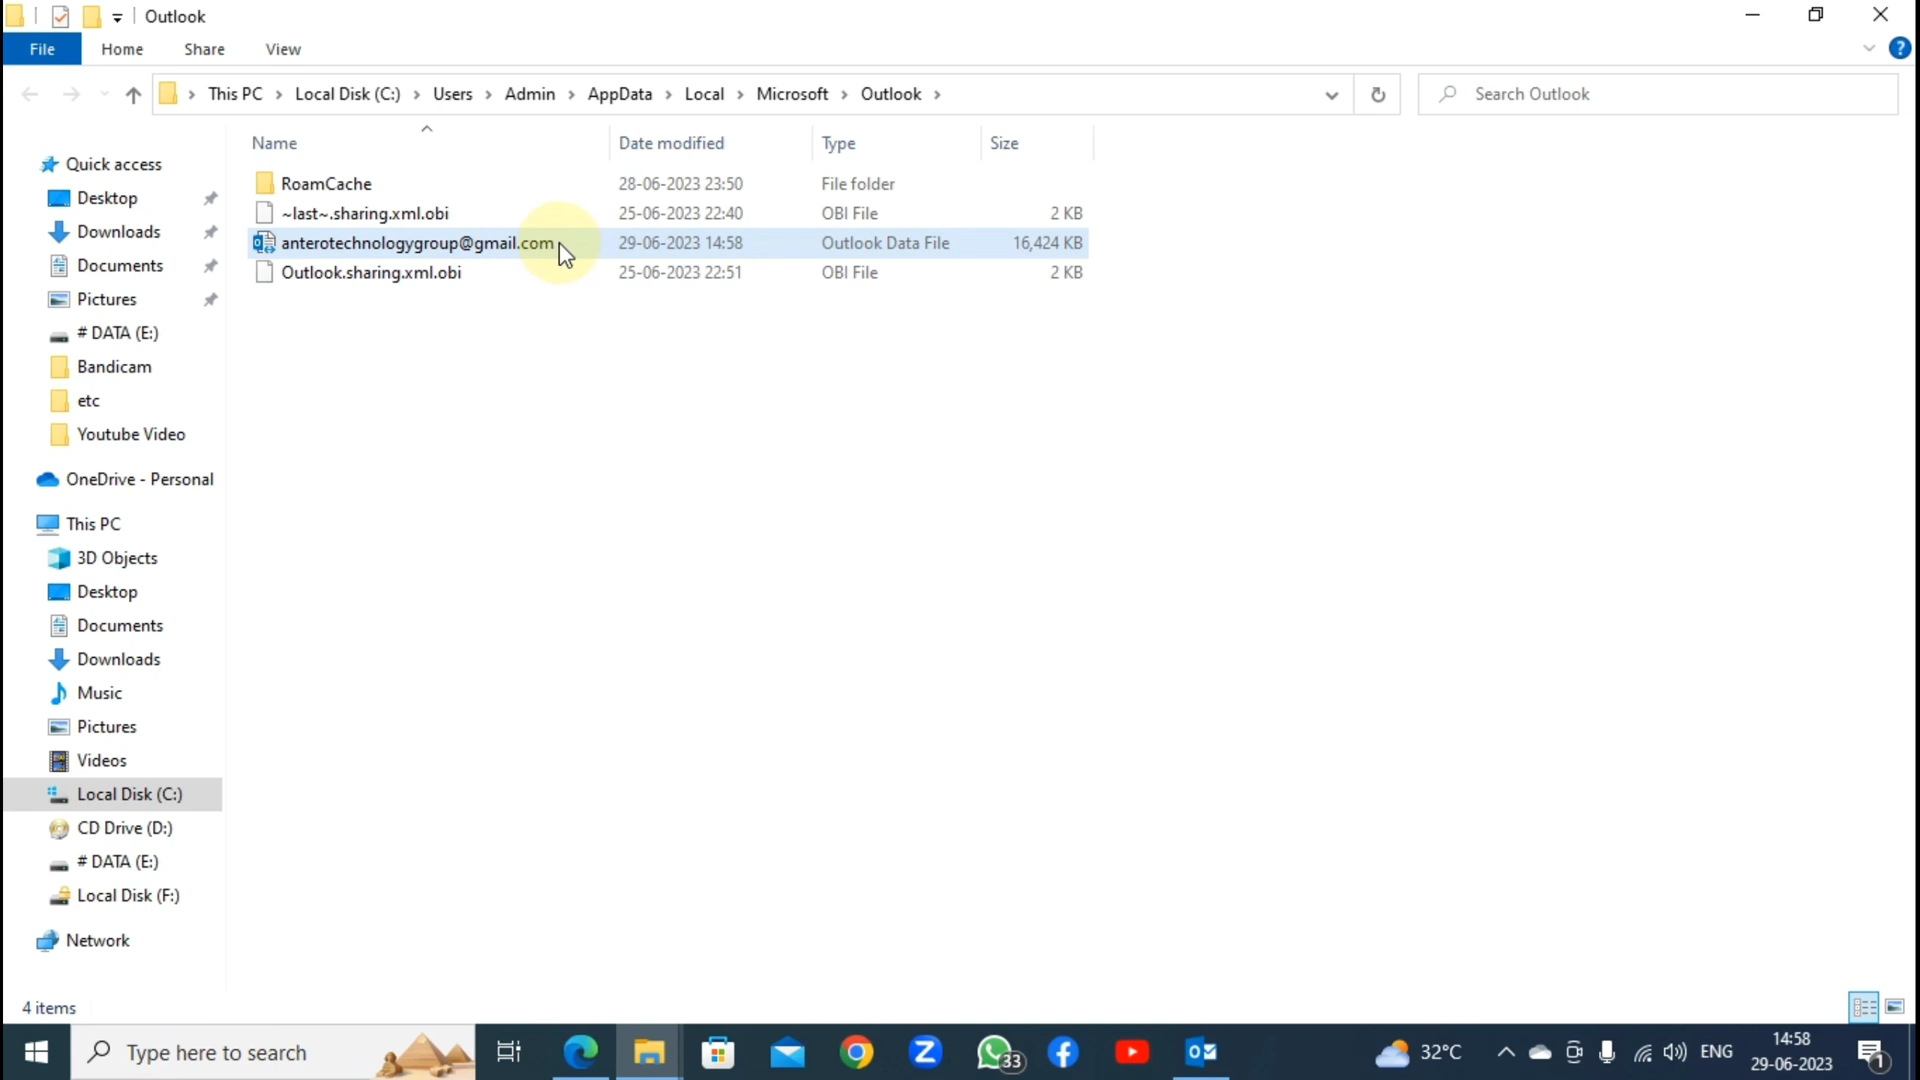 Outlook
File Home Share View
This PC Local Disk (C:) Users Admin AppData Local Microsoft Outlook
Search Outlook
Name Date modified Type Size
RoamCache 28-06-2023 23:50 File folder
~last~.sharing.xml.obi 25-06-2023 22:40 OBI File 2 KB
anterotechnologygroup@gmail.com 29-06-2023 14:58 Outlook Data File 16,424 KB
Outlook.sharing.xml.obi 25-06-2023 22:51 OBI File 2 KB
Quick access
Desktop
Downloads
Documents
Pictures
# DATA (E:)
Bandicam
etc
Youtube Video
OneDrive - Personal
This PC
3D Objects
Desktop
Documents
Downloads
Music
Pictures
Videos
Local Disk (C:)
CD Drive (D:)
# DATA (E:)
Local Disk (F:)
Network
4 items
Type here to search
33
32°C
ENG
14:58
29-06-2023
1